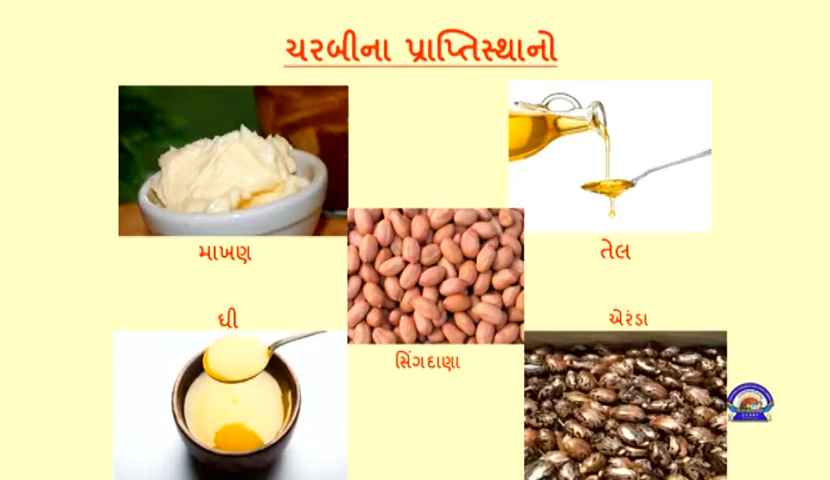 ચરબીના પ્રાપ્તિસ્થાનો
માખણ
તેલ
ઘી
એરંડા
સિંગદાણા